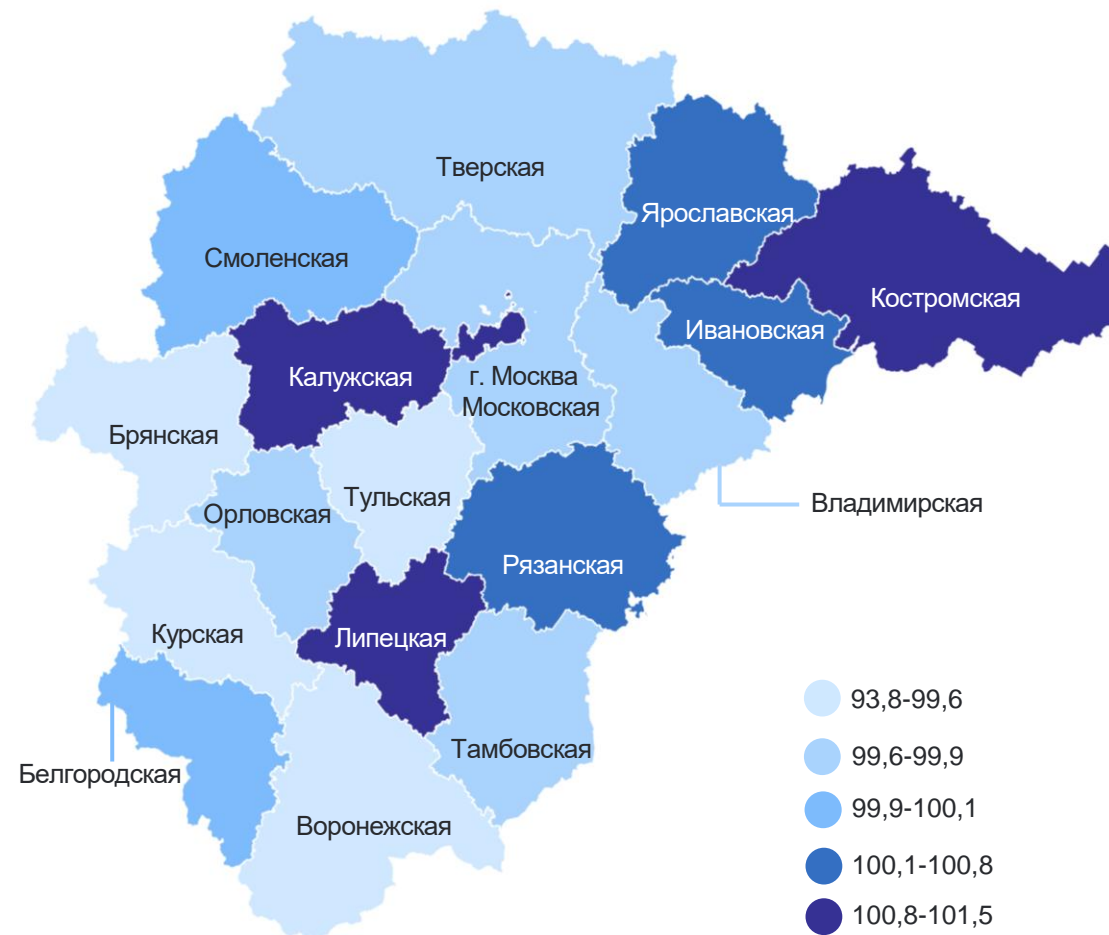 Тверская
Ярославская
Смоленская
Костромская
Ивановская
Калужская
г. Москва
Московская
Брянская
Тульская
Владимирская
Орловская
Рязанская
Курская
Липецкая
Тамбовская
Белгородская
Воронежская
93,8-99,6
99,6-99,9
99,9-100,1
100,1-100,8
100,8-101,5